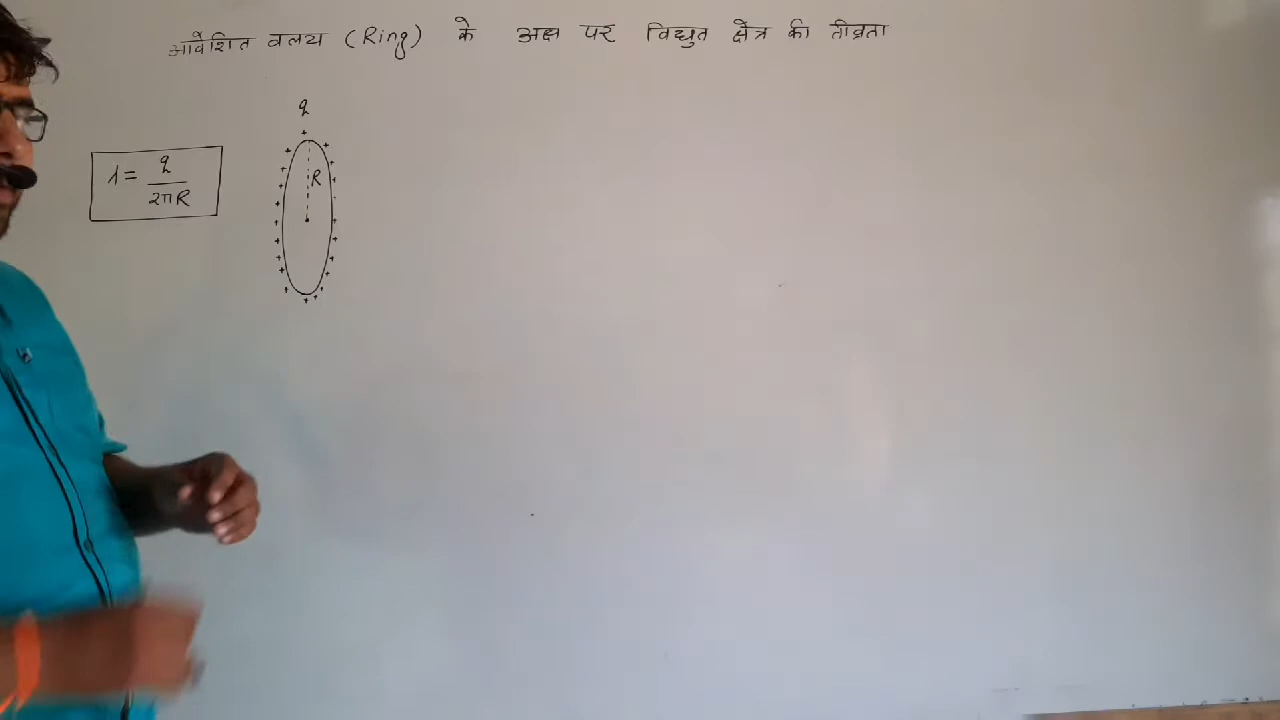 आवेशित वलय (Ring) के अक्ष पर विद्युत क्षेत्र की तीव्रता
q
λ = q / 2πR
R